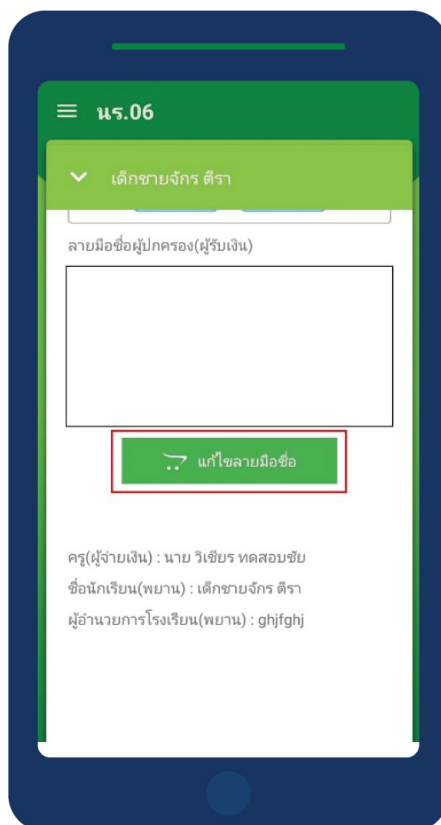 นร.06
เด็กชายจักร ตีรา
ลายมือชื่อผู้ปกครอง(ผู้รับเงิน)
แก้ไขลายมือชื่อ
ครู(ผู้จ่ายเงิน) : นาย วิเชียร ทดสอบชัย
ชื่อนักเรียน(พยาน) : เด็กชายจักร ตีรา
ผู้อำนวยการโรงเรียน(พยาน) : ghjfghj